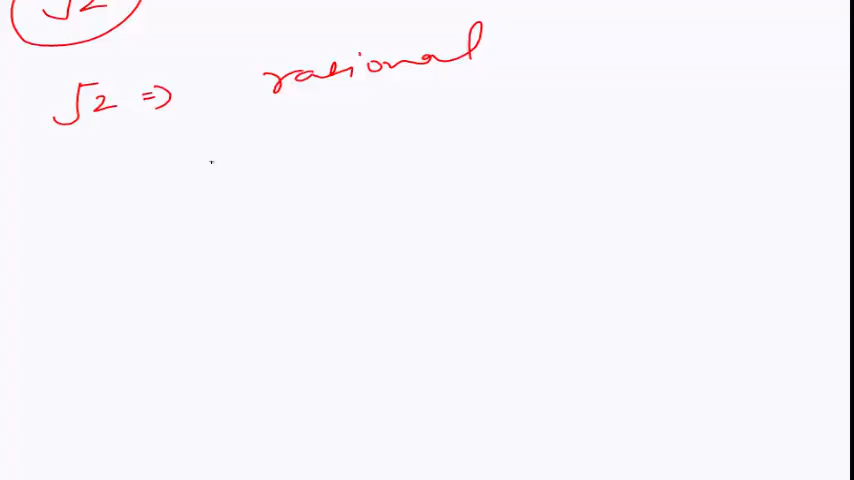 √2
√2 => rational